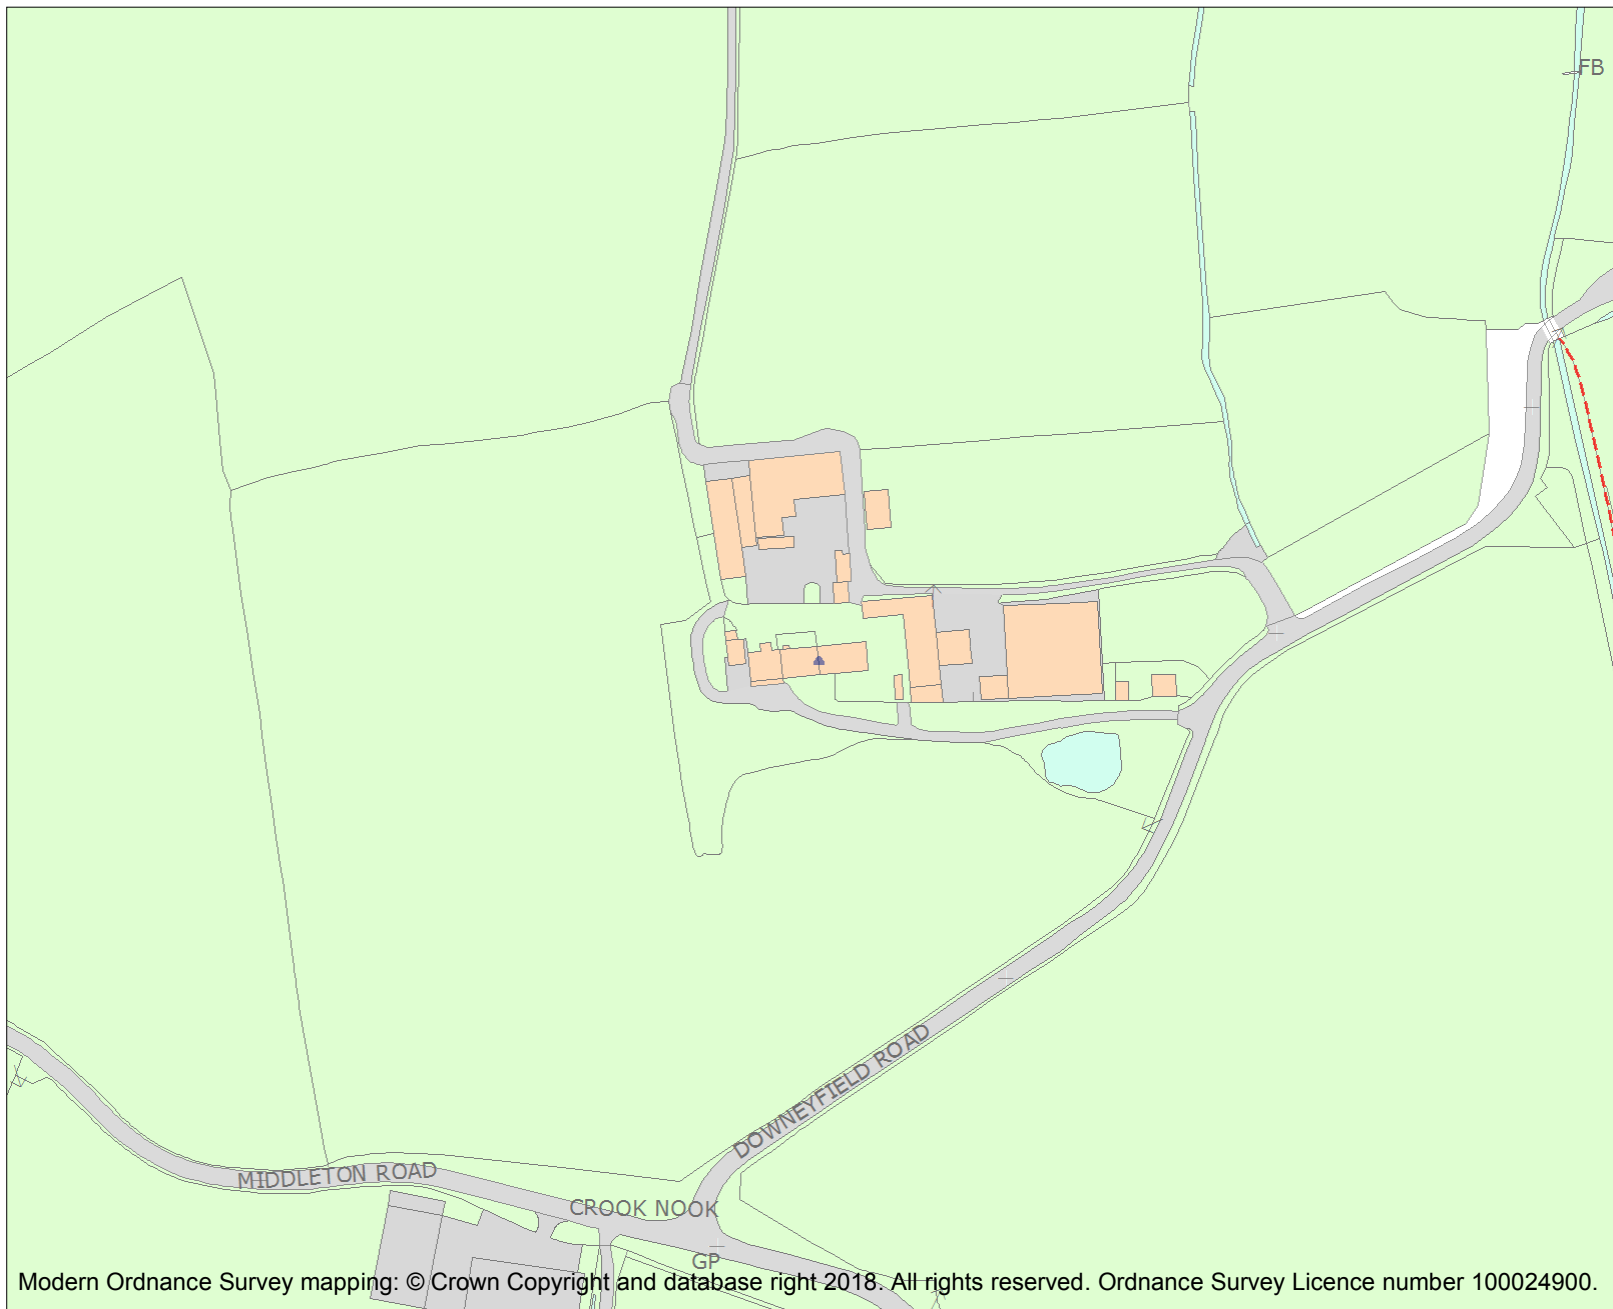 FB
DOWNEYFIELD ROAD
MIDDLETON ROAD
CROOK NOOK
GP
Modern Ordnance Survey mapping: © Crown Copyright and database right 2018. All rights reserved. Ordnance Survey Licence number 100024900.